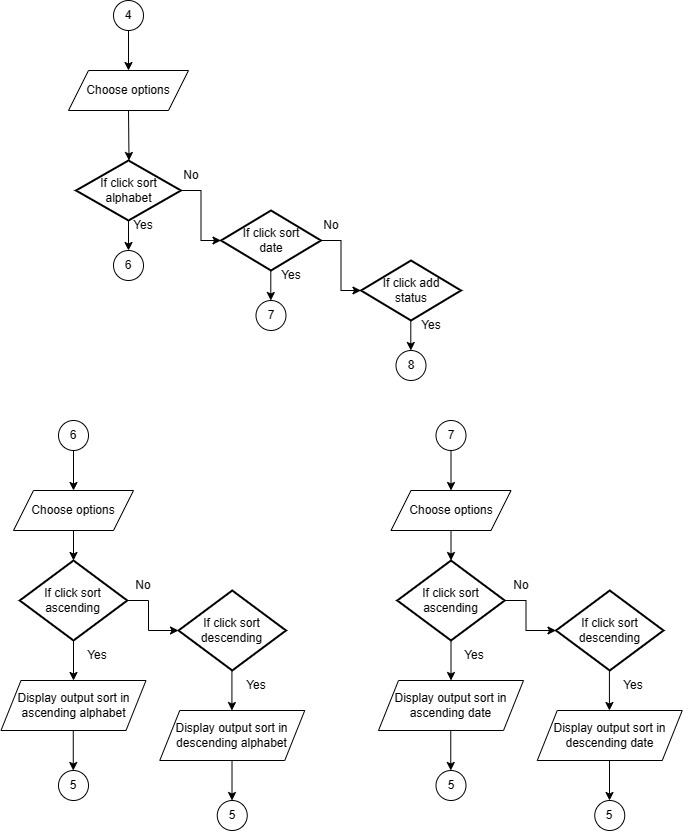 4
Choose options
If click sort
alphabet
No
Yes
6
If click sort
date
No
Yes
7
If click add
status
Yes
8
6
Choose options
If click sort
ascending
No
Yes
If click sort
descending
Yes
Display output sort in
ascending alphabet
Display output sort in
descending alphabet
5
5
7
Choose options
If click sort
ascending
No
Yes
If click sort
descending
Yes
Display output sort in
ascending date
Display output sort in
descending date
5
5